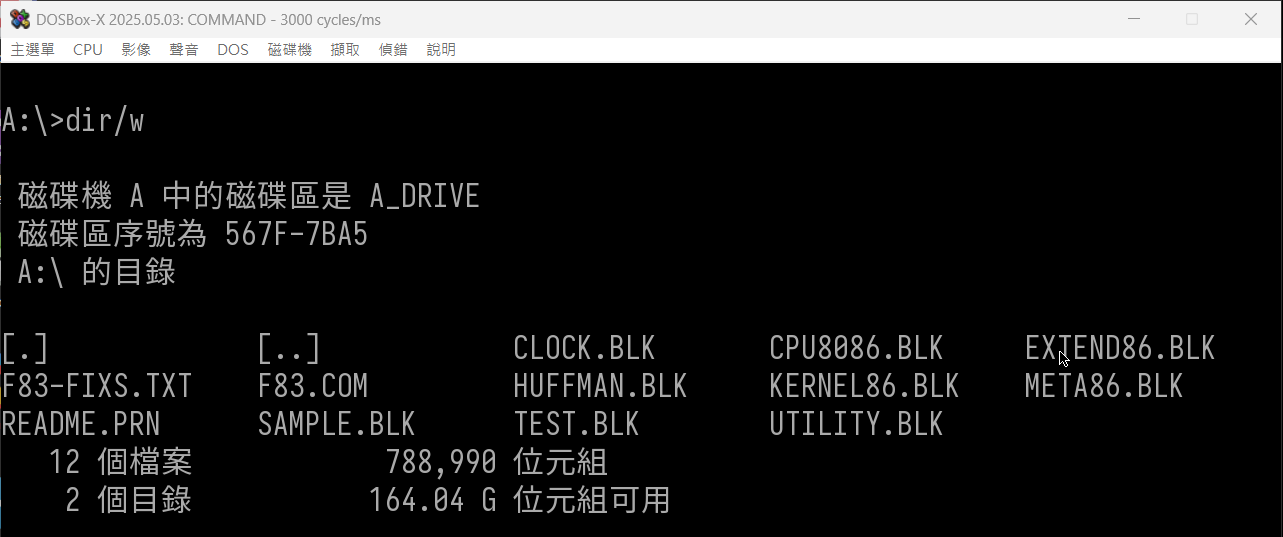 DOSBox-X 2025.05.03: COMMAND - 3000 cycles/ms
主選單 CPU 影像 聲音 DOS 磁碟機 擷取 偵錯 說明
A:\>dir/w
磁碟機 A 中的磁碟區是 A_DRIVE
磁碟區序號為 567F-7BA5
A:\ 的目錄
[.] [..] CLOCK.BLK CPU8086.BLK EXTEND86.BLK
F83-FIXS.TXT F83.COM HUFFMAN.BLK KERNEL86.BLK META86.BLK
README.PRN SAMPLE.BLK TEST.BLK UTILITY.BLK
12 個檔案 788,990 位元組
2 個目錄 164.04 G 位元組可用